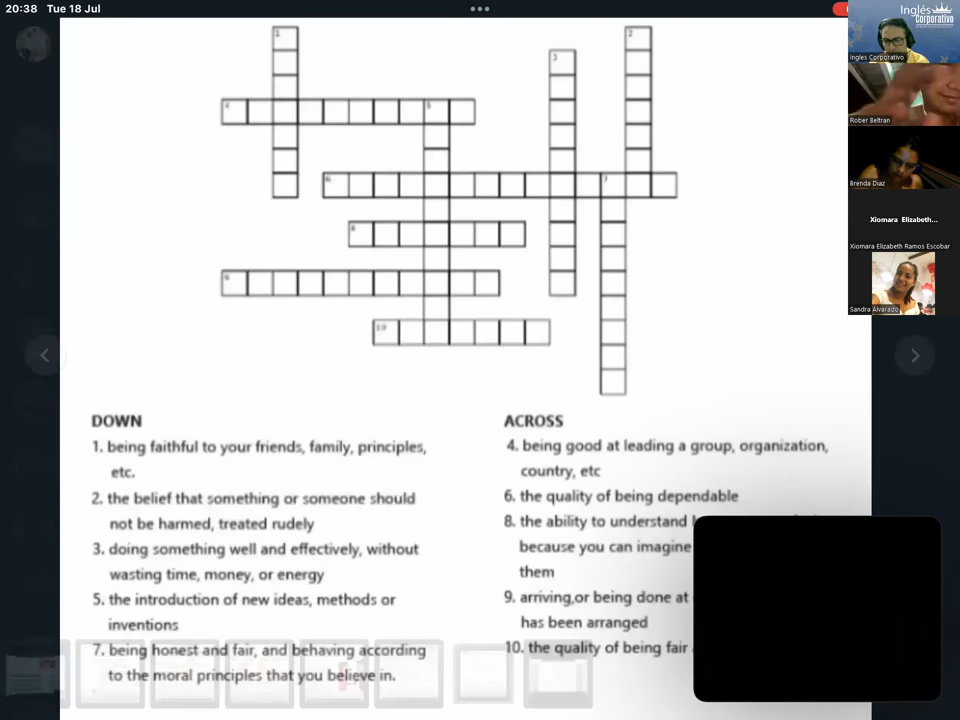 20:38 Tue 18 Jul
Inglés
Corporativo
Ingles Corporativo
Rober Beltran
Brenda Diaz
Xiomara Elizabeth...
Xiomara Elizabeth Ramos Escobar
Sandra Alvarado
1
2
3
4
5
6
7
8
9
10
DOWN
1. being faithful to your friends, family, principles,
etc.
2. the belief that something or someone should
not be harmed, treated rudely
3. doing something well and effectively, without
wasting time, money, or energy
5. the introduction of new ideas, methods or
inventions
7. being honest and fair, and behaving according
to the moral principles that you believe in.
ACROSS
4. being good at leading a group, organization,
country, etc
6. the quality of being dependable
8. the ability to understand
because you can imagine
them
9. arriving,or being done at
has been arranged
10. the quality of being fair